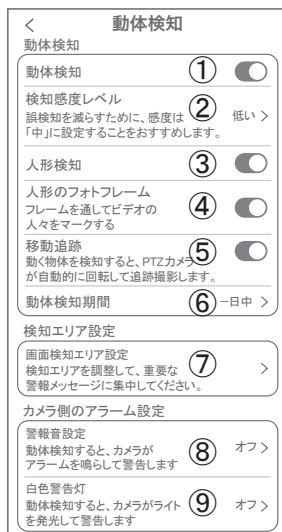 < 動体検知
動体検知
動体検知 ①
検知感度レベル
誤検知を減らすために、感度は
「中」に設定することをおすすめします。
② 低い >
人形検知 ③
人形のフォトフレーム
フレームを通してビデオの
人々をマークする
④
移動追跡
動く物体を検知すると、PTZカメラ
が自動的に回転して追跡撮影します。
⑤
動体検知期間 ⑥ 一日中 >
検知エリア設定
画面検知エリア設定
検知エリアを調整して、重要な
警報メッセージに集中してください。
⑦ >
カメラ側のアラーム設定
警報音設定
動体検知すると、カメラが
アラームを鳴らして警告します
⑧ オフ >
白色警告灯
動体検知すると、カメラがライト
を発光して警告します
⑨ オフ >